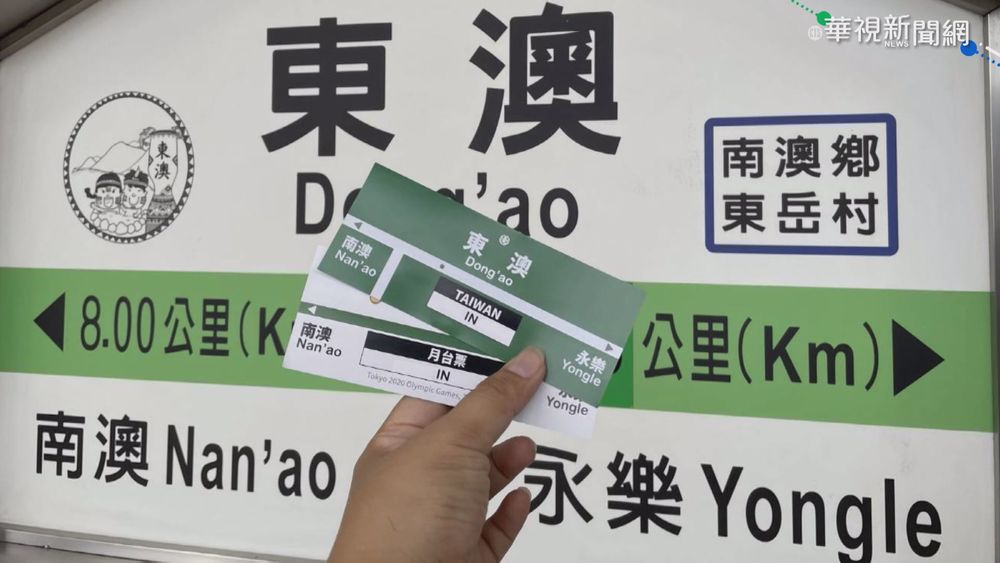 華視新聞網
NEWS
東澳
Dong'ao
東澳
南澳鄉
東岳村
8.00公里(K
公里(Km)
南澳 Nan'ao
永樂 Yongle
東澳
Dong'ao
南澳
Nan'ao
TAIWAN
IN
永樂
Yongle
南澳
Nan'ao
月台票
IN
Tokyo 2020 Olympic Games,
Yongle